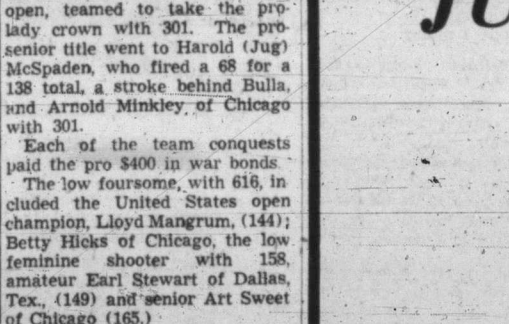 open, teamed to take the pro-
lady crown with 301. The pro-
senior title went to Harold (Jug)
McSpaden, who fired a 68 for a
138 total, a stroke behind Bulla,
and Arnold Minkley of Chicago
with 301.
Each of the team conquests
paid the pro $400 in war bonds
The low foursome, with 616, in
cluded the United States open
champion, Lloyd Mangrum, (144);
Betty Hicks of Chicago, the low
feminine shooter with 158,
amateur Earl Stewart of Dallas,
Tex., (149) and senior Art Sweet
of Chicago (165.)